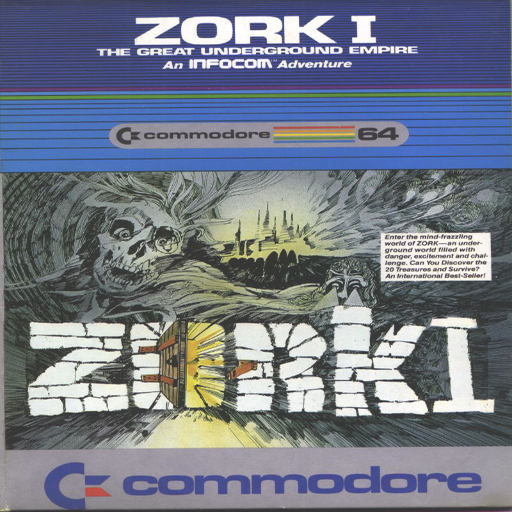 ZORK I
THE GREAT UNDERGROUND EMPIRE
An INFOCOM™ Adventure
commodore 64
Enter the mind-frazzling
world of ZORK—an under-
ground world filled with
danger, excitement and chal-
lenge. Can You Discover the
20 Treasures and Survive?
An International Best-Seller!
ZORK I
commodore